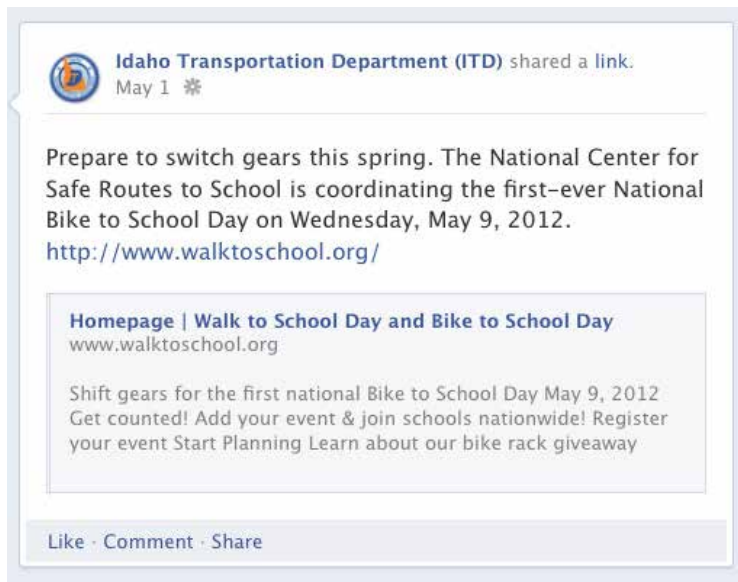 Idaho Transportation Department (ITD) shared a link.
May 1
Prepare to switch gears this spring. The National Center for
Safe Routes to School is coordinating the first-ever National
Bike to School Day on Wednesday, May 9, 2012.
http://www.walktoschool.org/
Homepage | Walk to School Day and Bike to School Day
www.walktoschool.org
Shift gears for the first national Bike to School Day May 9, 2012
Get counted! Add your event & join schools nationwide! Register
your event Start Planning Learn about our bike rack giveaway
Like · Comment · Share